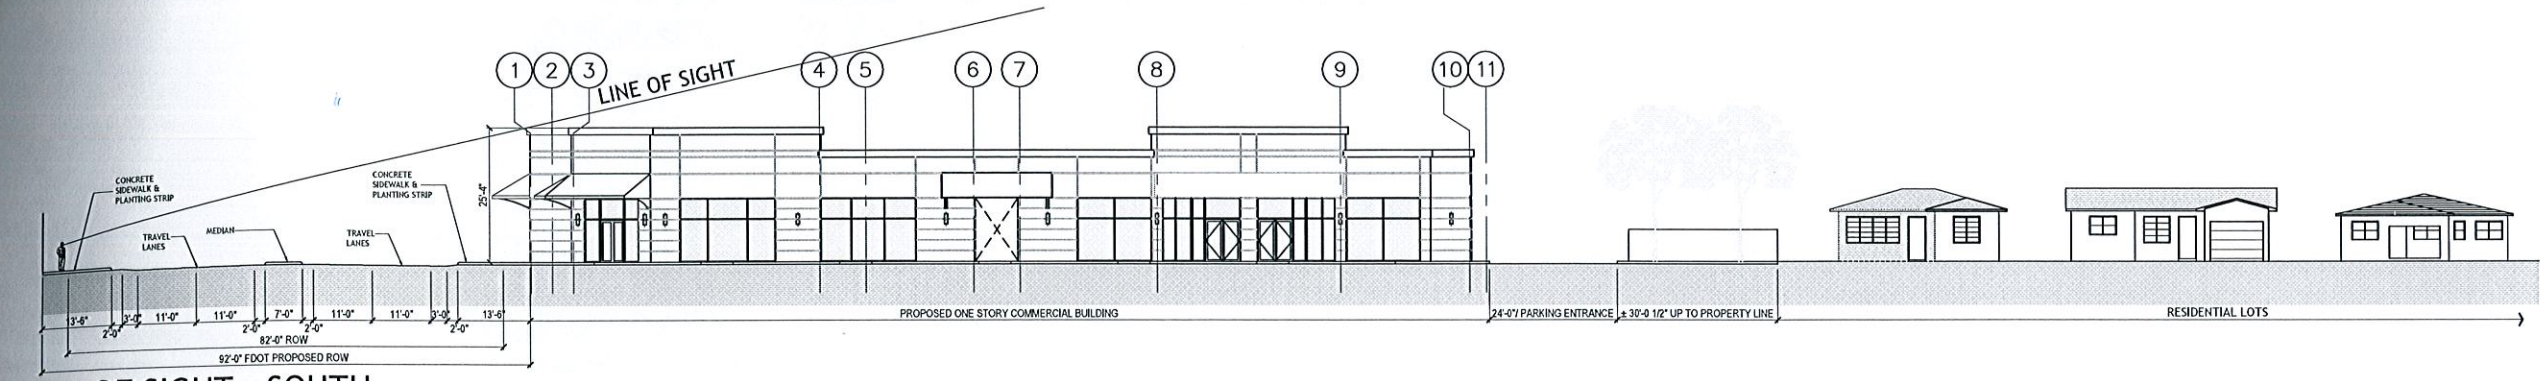 1 2 3 4 5 6 7 8 9 10 11
LINE OF SIGHT
CONCRETE
SIDEWALK &
PLANTING STRIP
TRAVEL
LANES
MEDIAN
TRAVEL
LANES
CONCRETE
SIDEWALK &
PLANTING STRIP
25'-4"
X
13'-6" 2'-0" 3'-0" 11'-0" 11'-0" 2'-0" 7'-0" 2'-0" 11'-0" 11'-0" 3'-0" 2'-0" 13'-6"
PROPOSED ONE STORY COMMERCIAL BUILDING
24'-0"/ PARKING ENTRANCE
± 30'-0 1/2" UP TO PROPERTY LINE
RESIDENTIAL LOTS
82'-0" ROW
92'-0" FDOT PROPOSED ROW
OF SIGHT - SOUTH